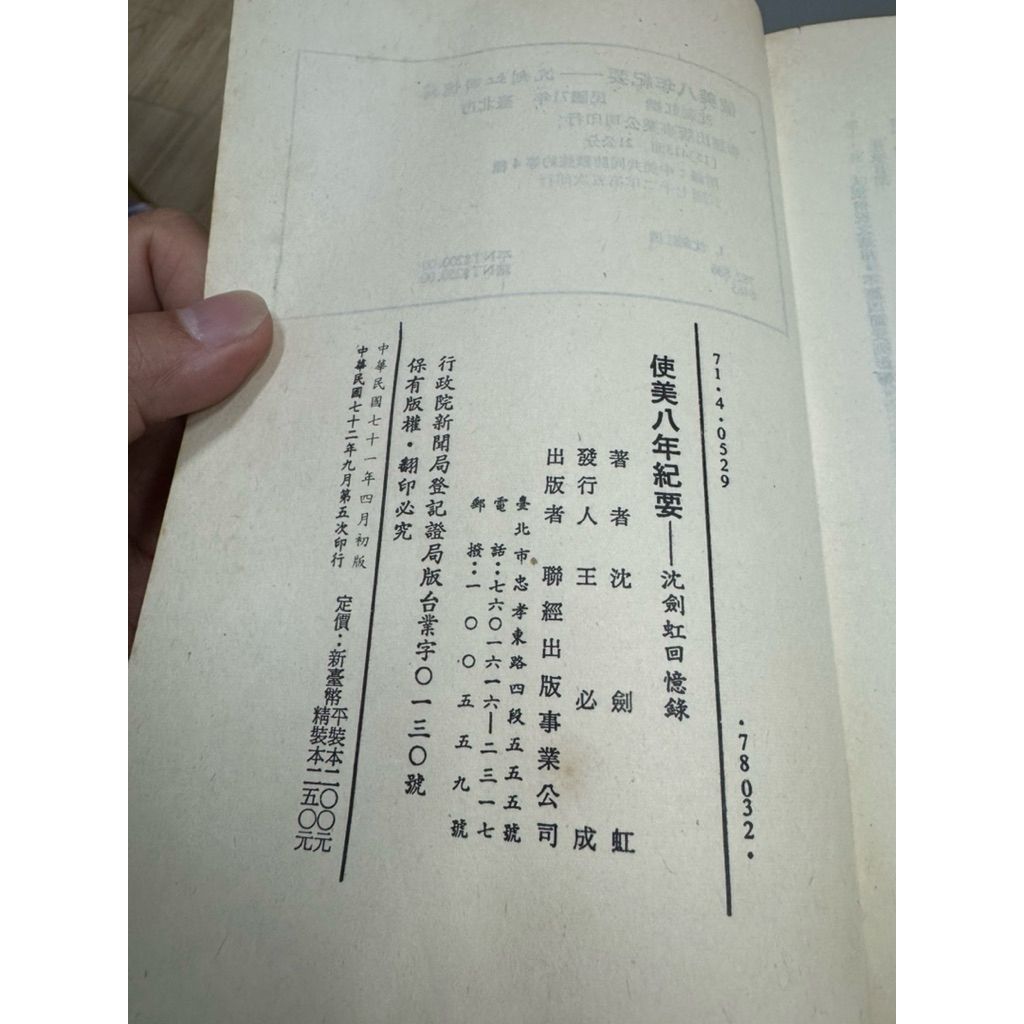 71.4.0529
.78032.
使美八年紀要——沈劍虹回憶錄
著者 沈劍虹
發行人 王必成
出版者 聯經出版事業公司
臺北市忠孝東路四段五五五號
電話：七六〇一六一六—二三一七
郵撥：一〇〇五五九號
行政院新聞局登記證局版台業字〇一三〇號
保有版權・翻印必究
中華民國七十一年四月初版
中華民國七十二年九月第五次印行
定價：新臺幣平裝本二〇〇元
精裝本二五〇元